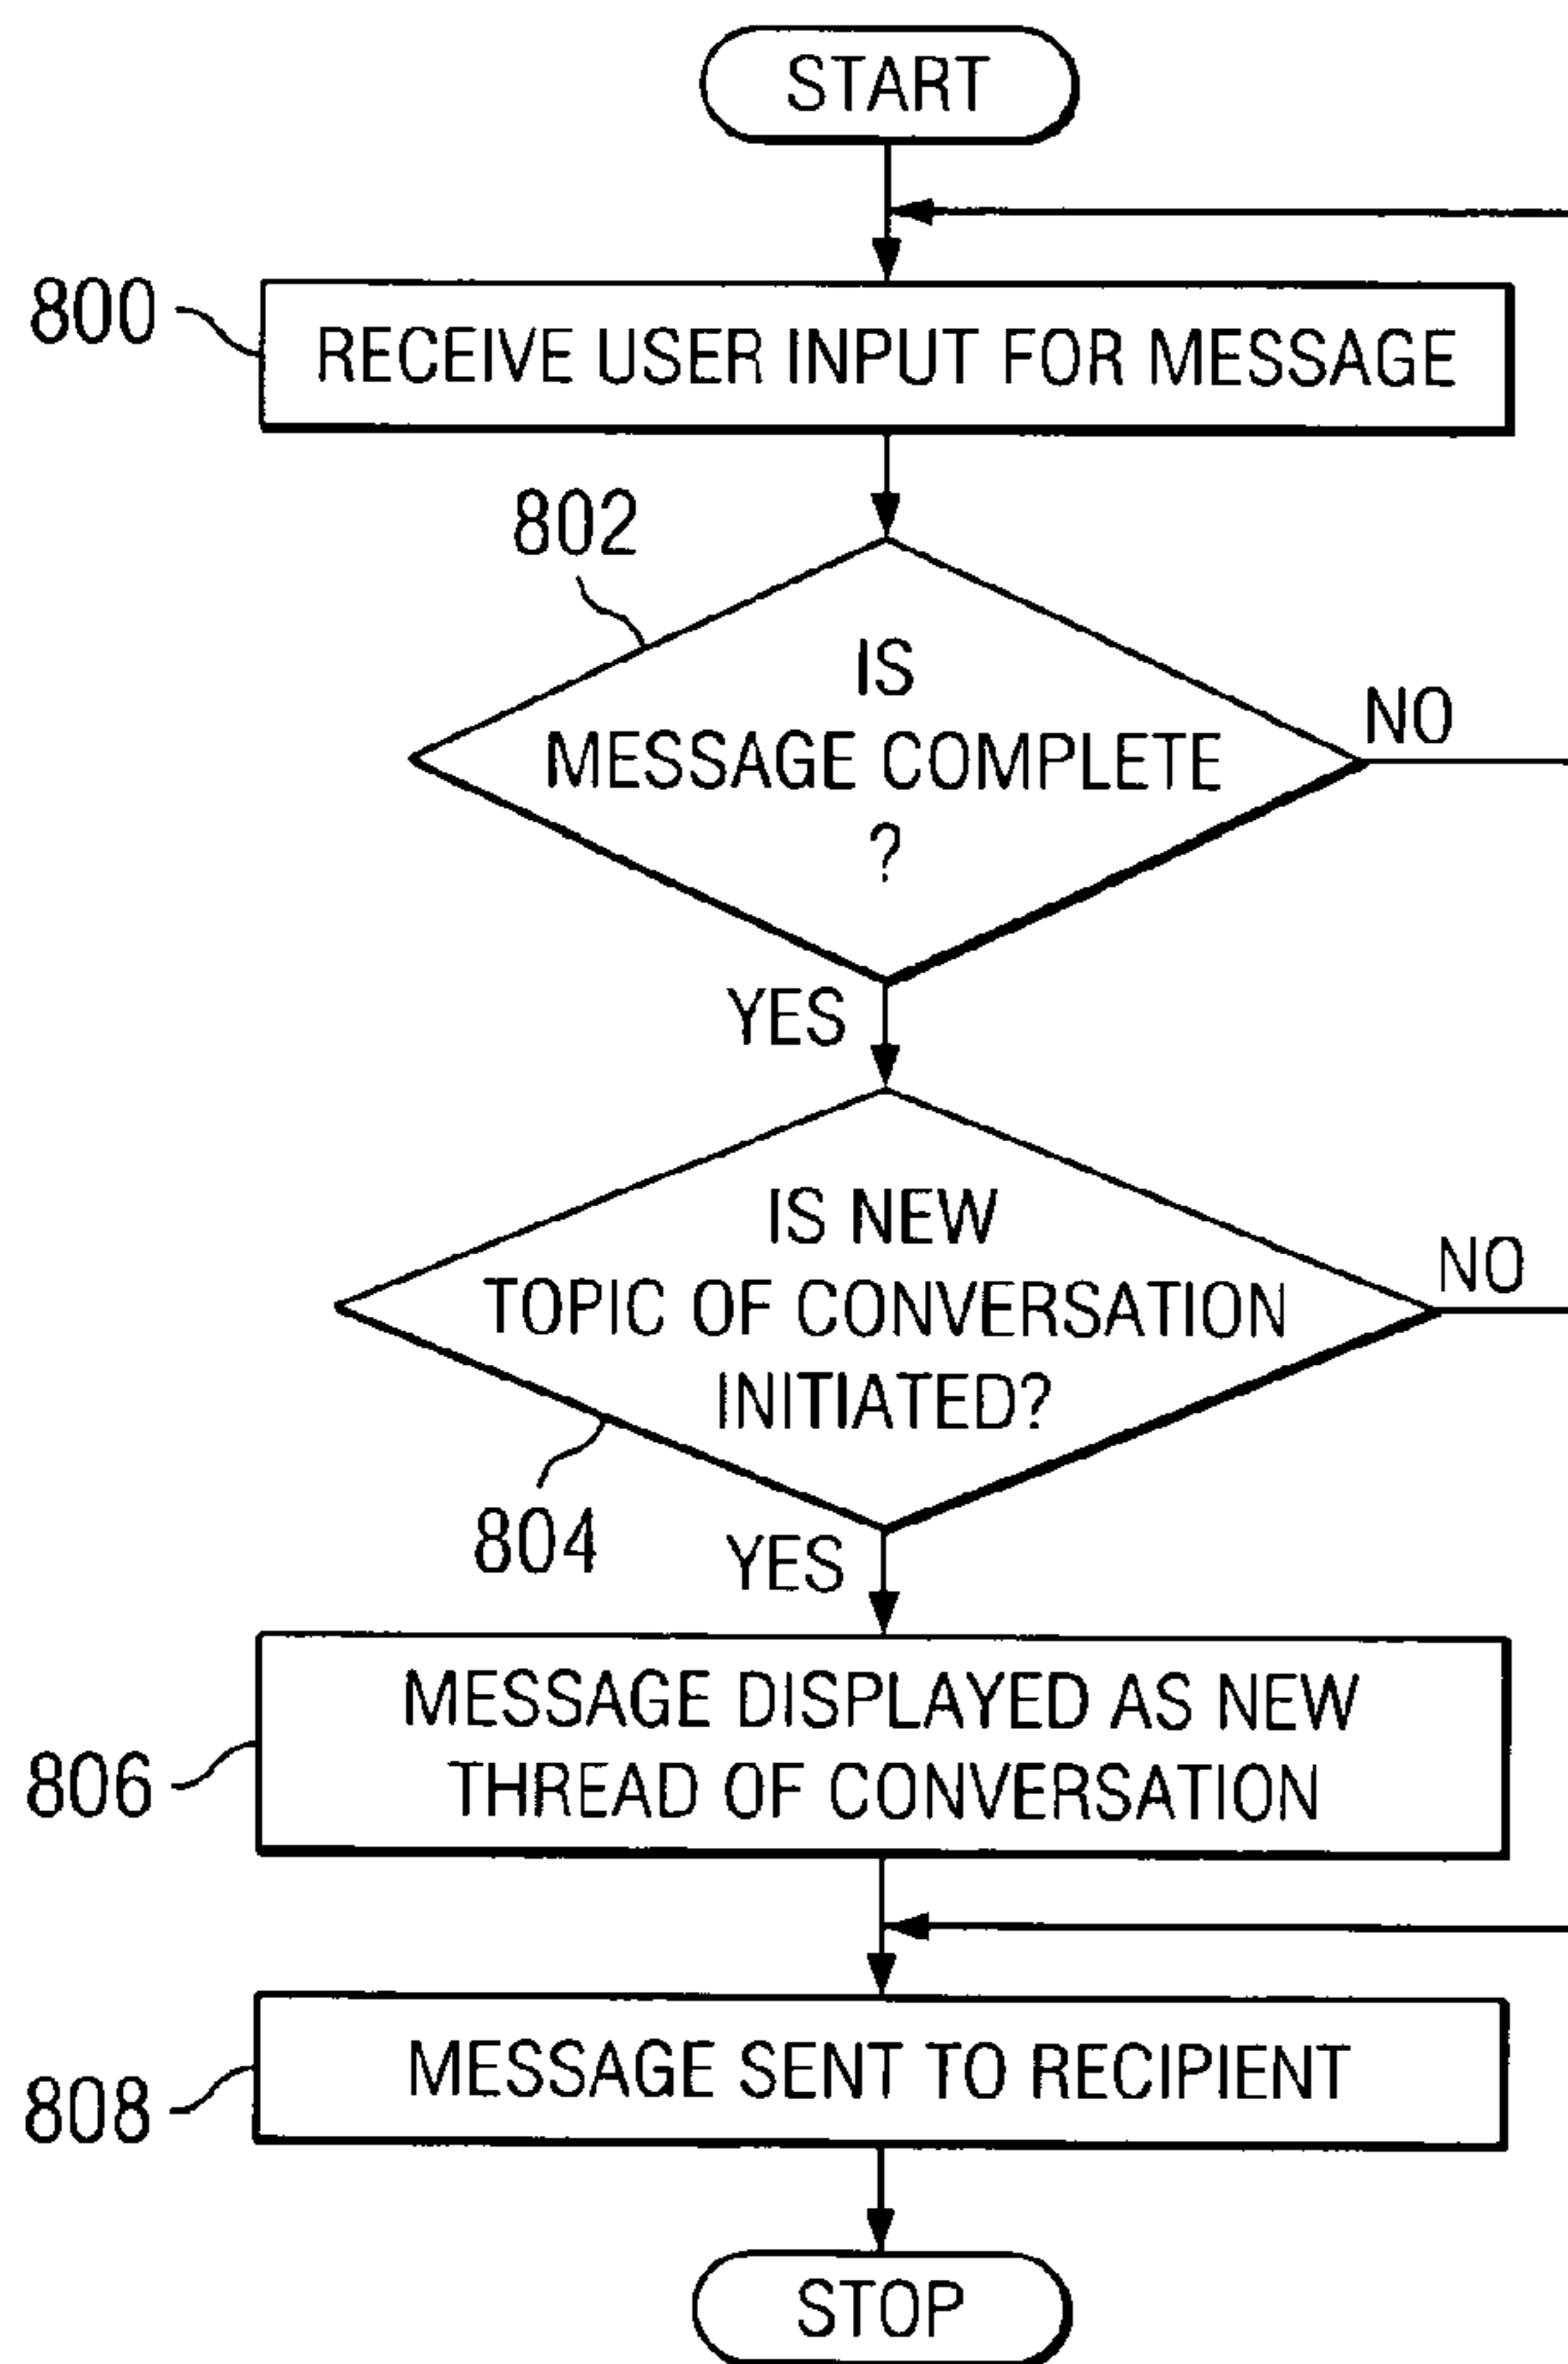 START
800
RECEIVE USER INPUT FOR MESSAGE
802
IS
MESSAGE COMPLETE
?
NO
YES
IS NEW
TOPIC OF CONVERSATION
INITIATED?
NO
804
YES
MESSAGE DISPLAYED AS NEW
THREAD OF CONVERSATION
806
MESSAGE SENT TO RECIPIENT
808
STOP